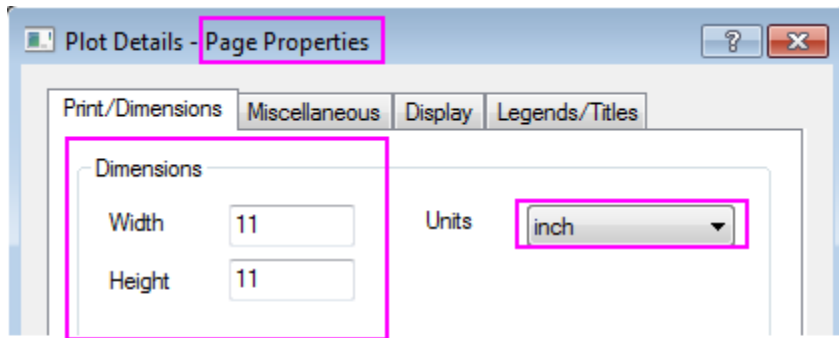 Plot Details - Page Properties
Print/Dimensions Miscellaneous Display Legends/Titles
Dimensions
Width 11 Units inch
Height 11